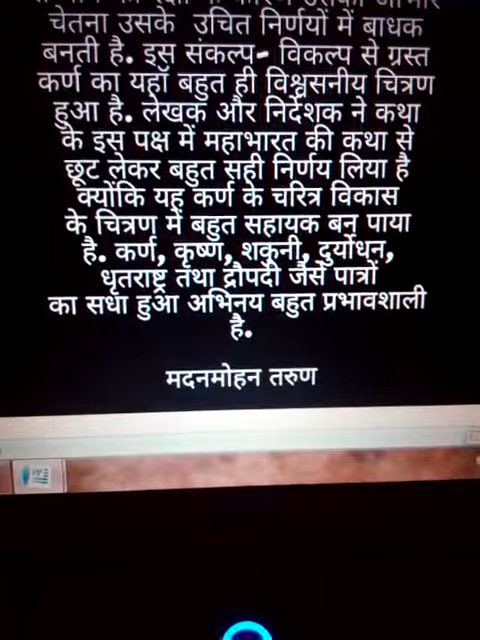 चेतना उसके उचित निर्णयों में बाधक
बनती है. इस संकल्प- विकल्प से ग्रस्त
कर्ण का यहाँ बहुत ही विश्वसनीय चित्रण
हुआ है. लेखक और निर्देशक ने कथा
के इस पक्ष में महाभारत की कथा से
छूट लेकर बहुत सही निर्णय लिया है
क्योंकि यह कर्ण के चरित्र विकास
के चित्रण में बहुत सहायक बन पाया
है. कर्ण, कृष्ण, शकुनी, दुर्योधन,
धृतराष्ट्र तथा द्रौपदी जैसे पात्रों
का सधा हुआ अभिनय बहुत प्रभावशाली
है.
मदनमोहन तरुण